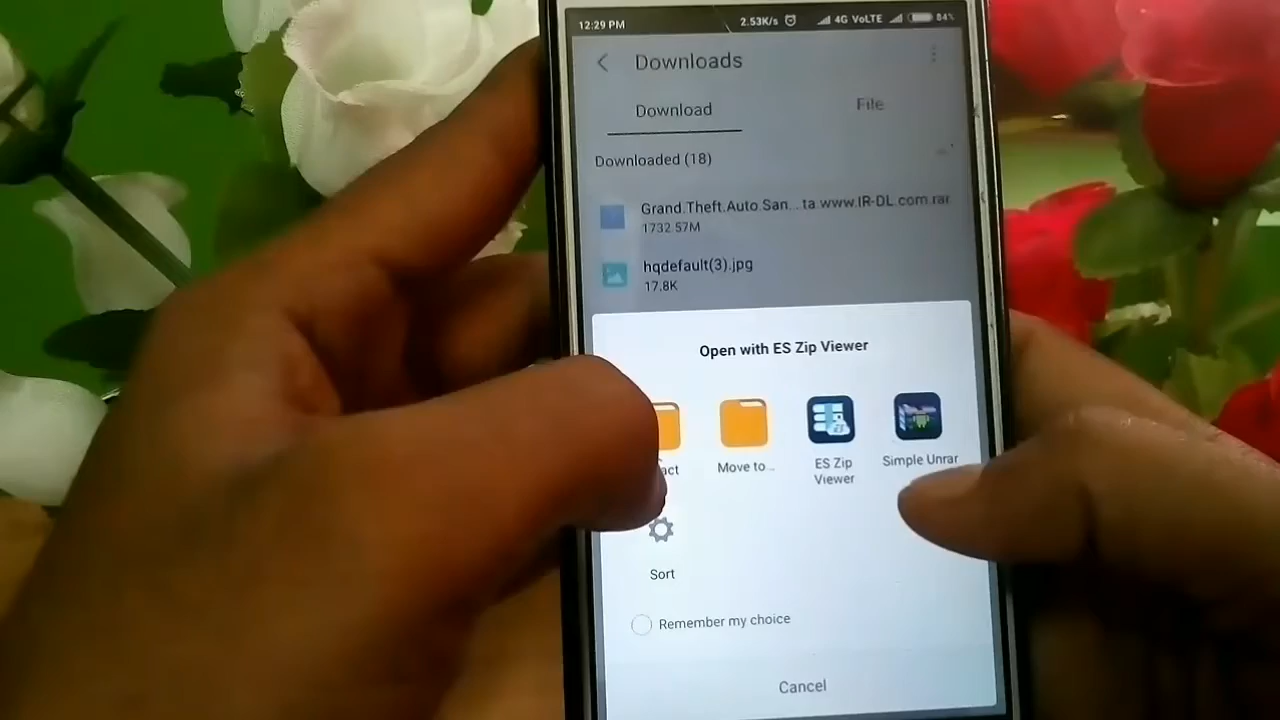 12:29 PM
2.53K/s 4G VoLTE 84%
Downloads
Download
File
Downloaded (18)
Grand.Theft.Auto San...ta.www.IR-DL.com.rar
1732.57M
hqdefault(3).jpg
17.8K
Open with ES Zip Viewer
act
Move to...
ES Zip
Viewer
Simple Unrar
Sort
Remember my choice
Cancel